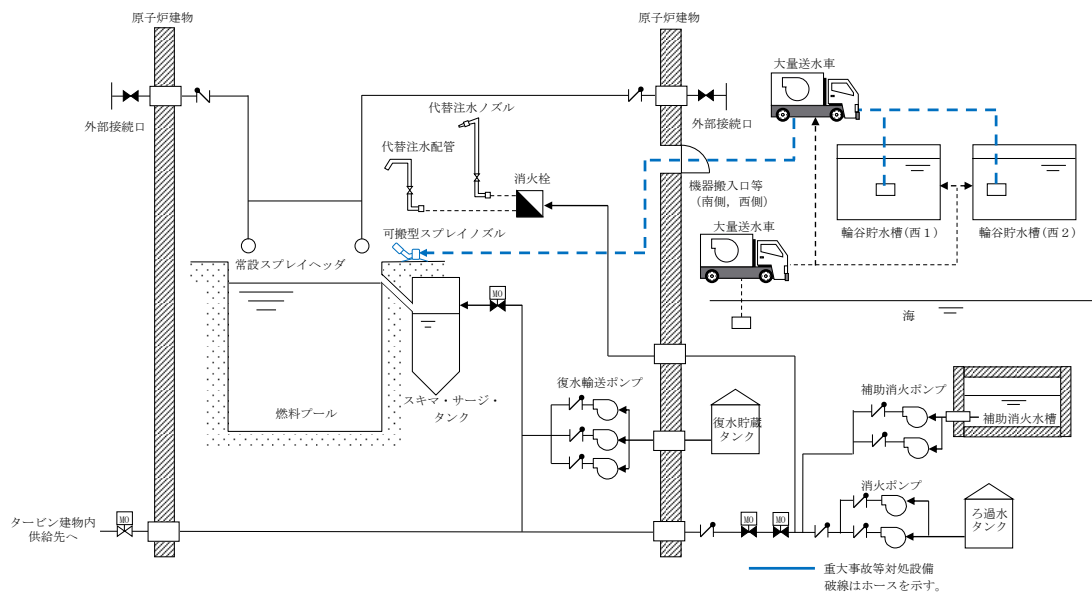 原子炉建物
原子炉建物
大量送水車
外部接続口
代替注水ノズル
外部接続口
代替注水配管
消火栓
機器搬入口等
(南側，西側)
大量送水車
輪谷貯水槽(西１)
輪谷貯水槽(西２)
可搬型スプレイノズル
常設スプレイヘッダ
MO
海
燃料プール
スキマ・サージ・
タンク
復水輸送ポンプ
復水貯蔵
タンク
補助消火ポンプ
補助消火水槽
消火ポンプ
ろ過水
タンク
タービン建物内
供給先へ
MO
MO
MO
重大事故等対処設備
破線はホースを示す。